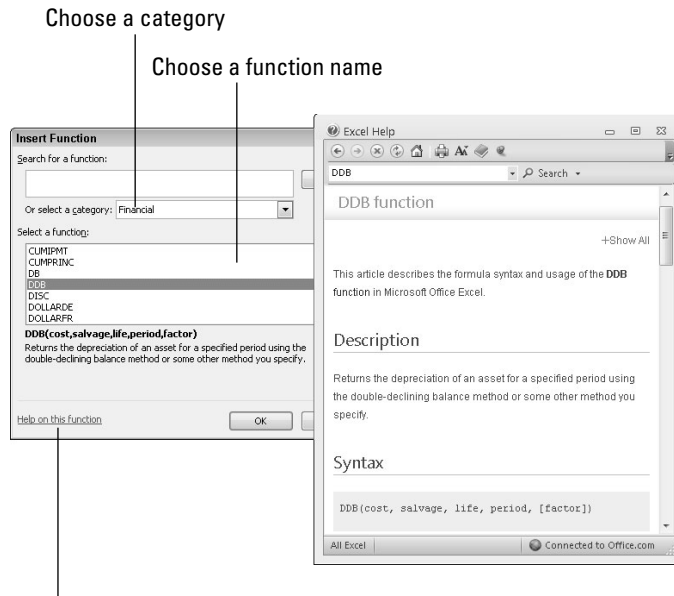 Choose a category
Choose a function name
Insert Function
Search for a function:
Or select a category: Financial
Select a function:
CUMIPMT
CUMPRINC
DB
DDB
DISC
DOLLARDE
DOLLARFR
DDB(cost,salvage,life,period,factor)
Returns the depreciation of an asset for a specified period using the
double-declining balance method or some other method you specify.
Help on this function
OK
Excel Help
DDB
Search
DDB function
+Show All
This article describes the formula syntax and usage of the DDB
function in Microsoft Office Excel.
Description
Returns the depreciation of an asset for a specified period using
the double-declining balance method or some other method you
specify.
Syntax
DDB(cost, salvage, life, period, [factor])
All Excel
Connected to Office.com